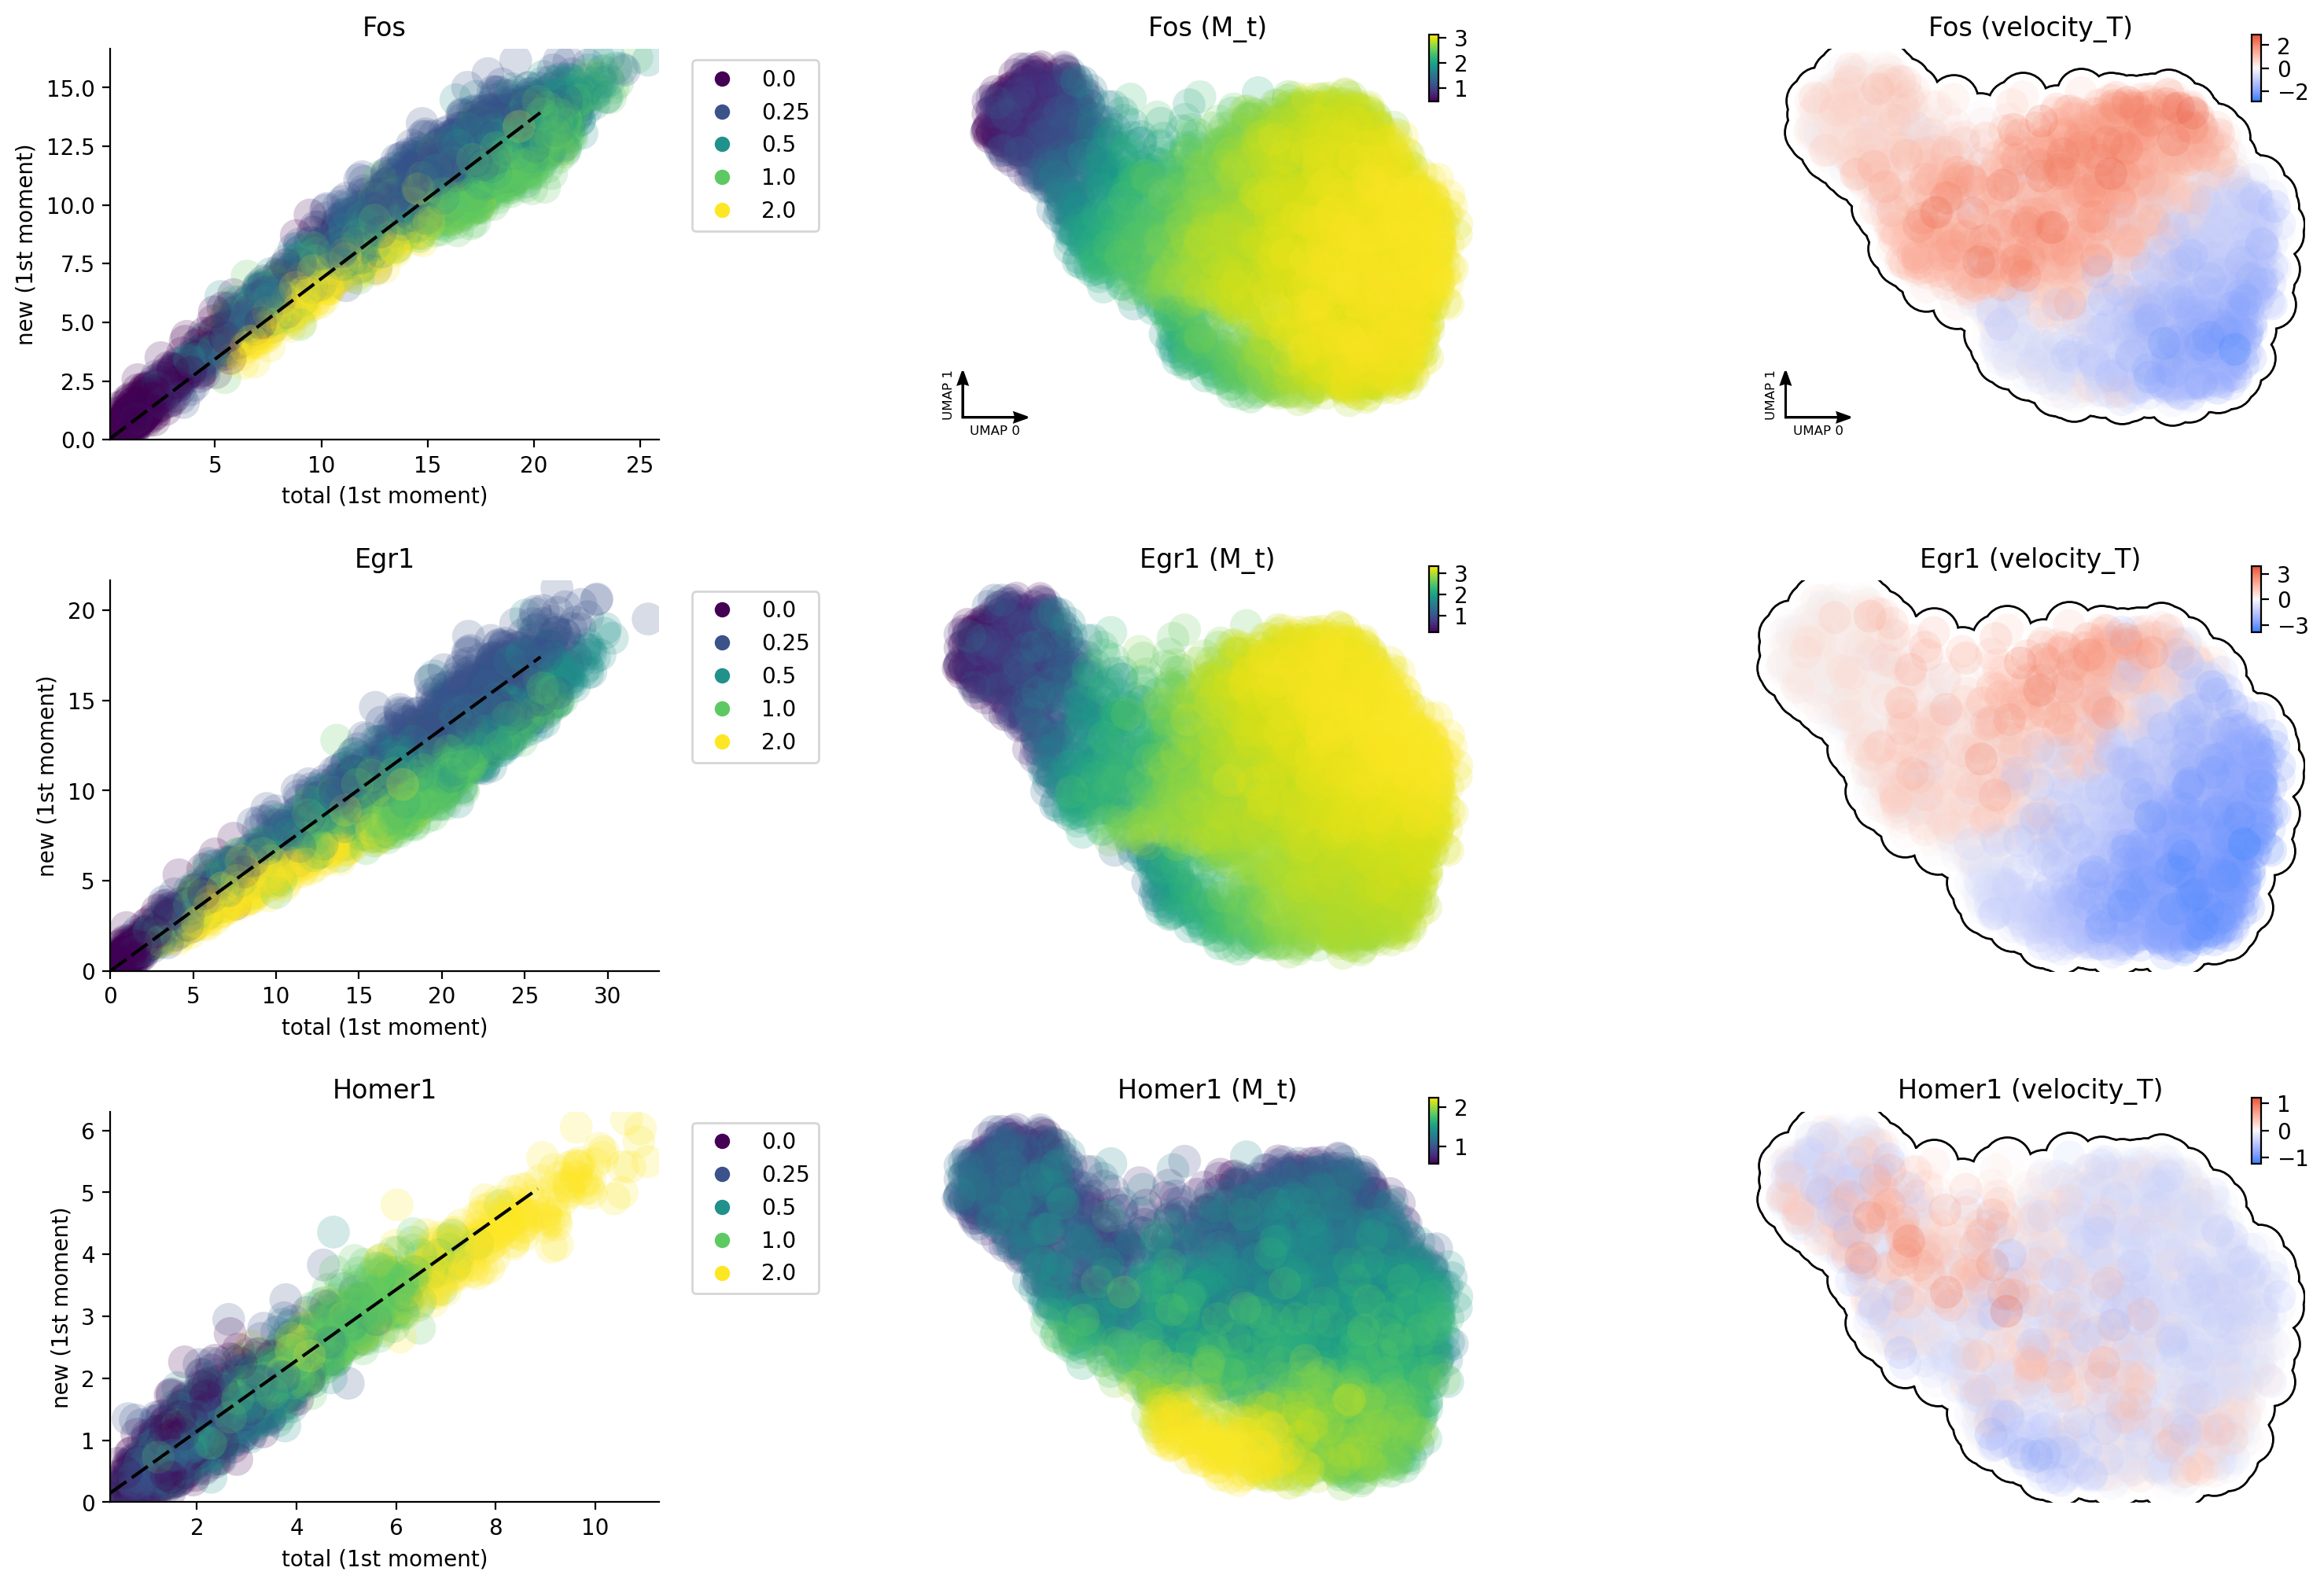 Fos
15.0
12.5
10.0
7.5
5.0
2.5
0.0
new (1st moment)
5 10 15 20 25
total (1st moment)
0.0
0.25
0.5
1.0
2.0
Fos (M_t)
3
2
1
UMAP 1
UMAP 0
Fos (velocity_T)
2
0
−2
UMAP 1
UMAP 0
Egr1
20
15
10
5
0
new (1st moment)
0 5 10 15 20 25 30
total (1st moment)
0.0
0.25
0.5
1.0
2.0
Egr1 (M_t)
3
2
1
Egr1 (velocity_T)
3
0
−3
Homer1
6
5
4
3
2
1
0
new (1st moment)
2 4 6 8 10
total (1st moment)
0.0
0.25
0.5
1.0
2.0
Homer1 (M_t)
2
1
Homer1 (velocity_T)
1
0
−1